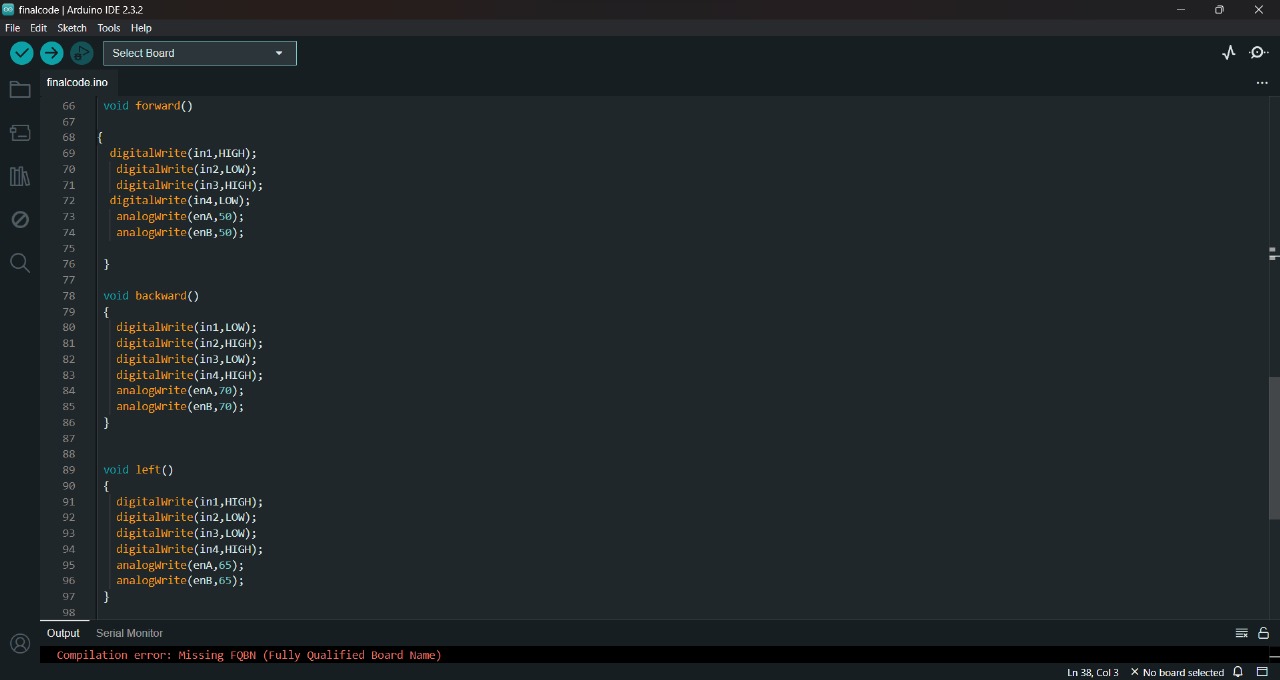 finalcode | Arduino IDE 2.3.2
File Edit Sketch Tools Help
Select Board
finalcode.ino
66 void forward()
67
68 {
69 digitalWrite(in1,HIGH);
70 digitalWrite(in2,LOW);
71 digitalWrite(in3,HIGH);
72 digitalWrite(in4,LOW);
73 analogWrite(enA,50);
74 analogWrite(enB,50);
75
76 }
77
78 void backward()
79 {
80 digitalWrite(in1,LOW);
81 digitalWrite(in2,HIGH);
82 digitalWrite(in3,LOW);
83 digitalWrite(in4,HIGH);
84 analogWrite(enA,70);
85 analogWrite(enB,70);
86 }
87
88
89 void left()
90 {
91 digitalWrite(in1,HIGH);
92 digitalWrite(in2,LOW);
93 digitalWrite(in3,LOW);
94 digitalWrite(in4,HIGH);
95 analogWrite(enA,65);
96 analogWrite(enB,65);
97 }
98
Output Serial Monitor
Compilation error: Missing FQBN (Fully Qualified Board Name)
Ln 38, Col 3 × No board selected